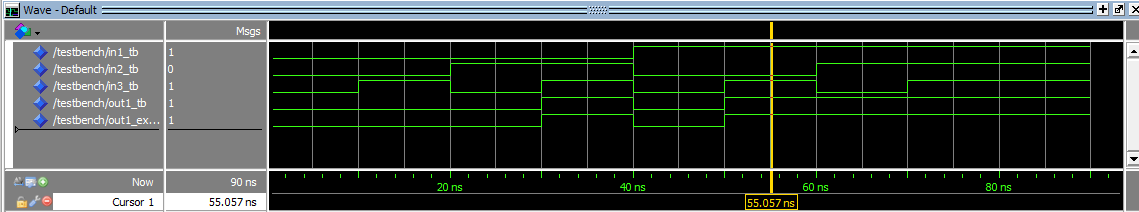 Wave - Default
Msgs
/testbench/in1_tb 1
/testbench/in2_tb 0
/testbench/in3_tb 1
/testbench/out1_tb 1
/testbench/out1_ex... 1
Now 90 ns 20 ns 40 ns 60 ns 80 ns
Cursor 1 55.057 ns 55.057 ns